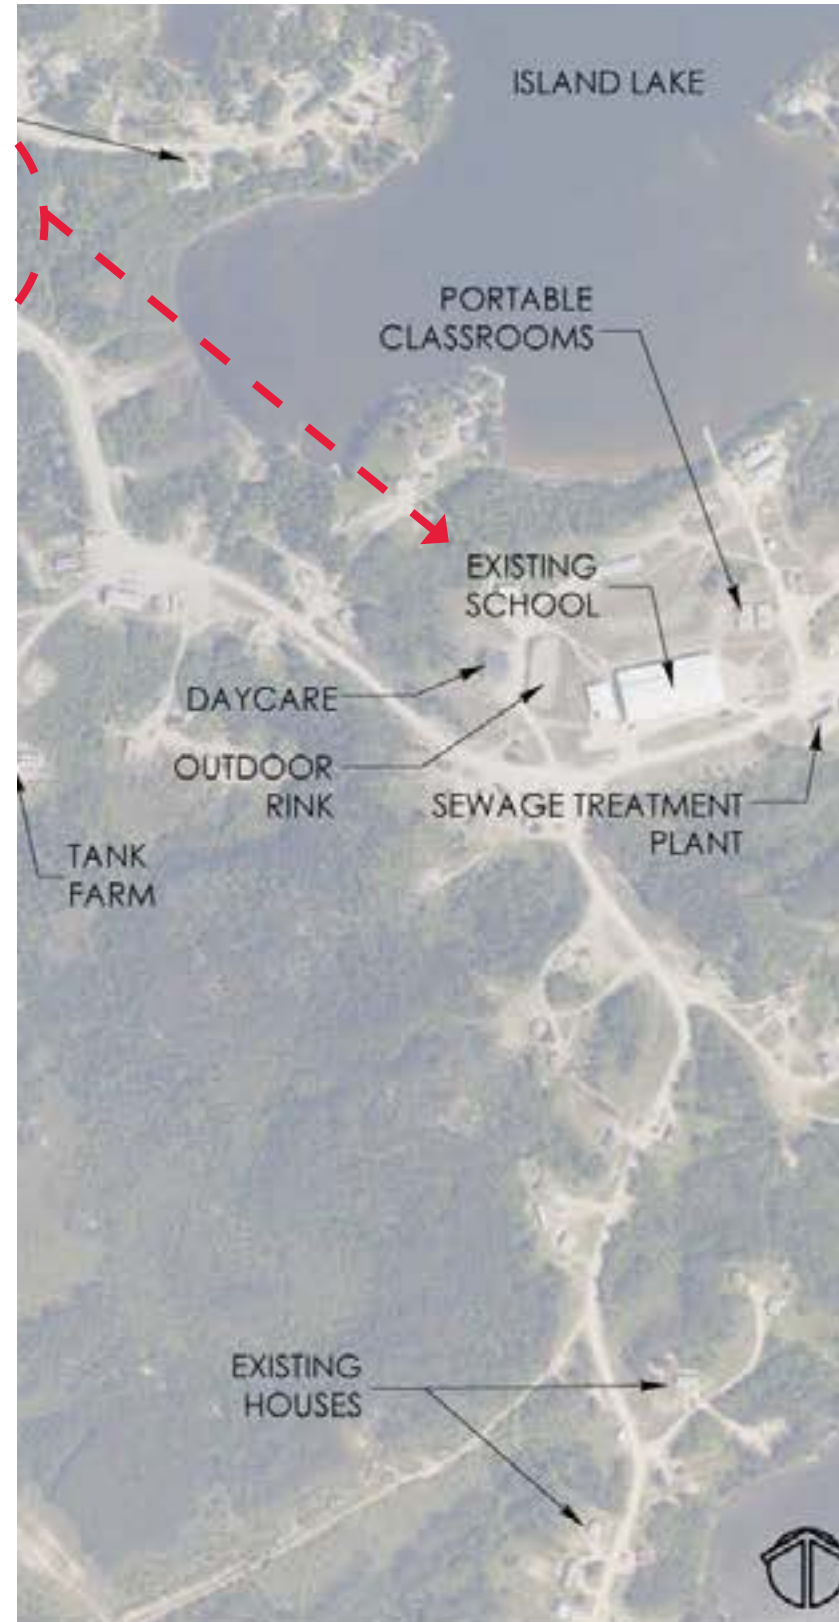 ISLAND LAKE
PORTABLE
CLASSROOMS
EXISTING
SCHOOL
DAYCARE
OUTDOOR
RINK
SEWAGE TREATMENT
PLANT
TANK
FARM
EXISTING
HOUSES